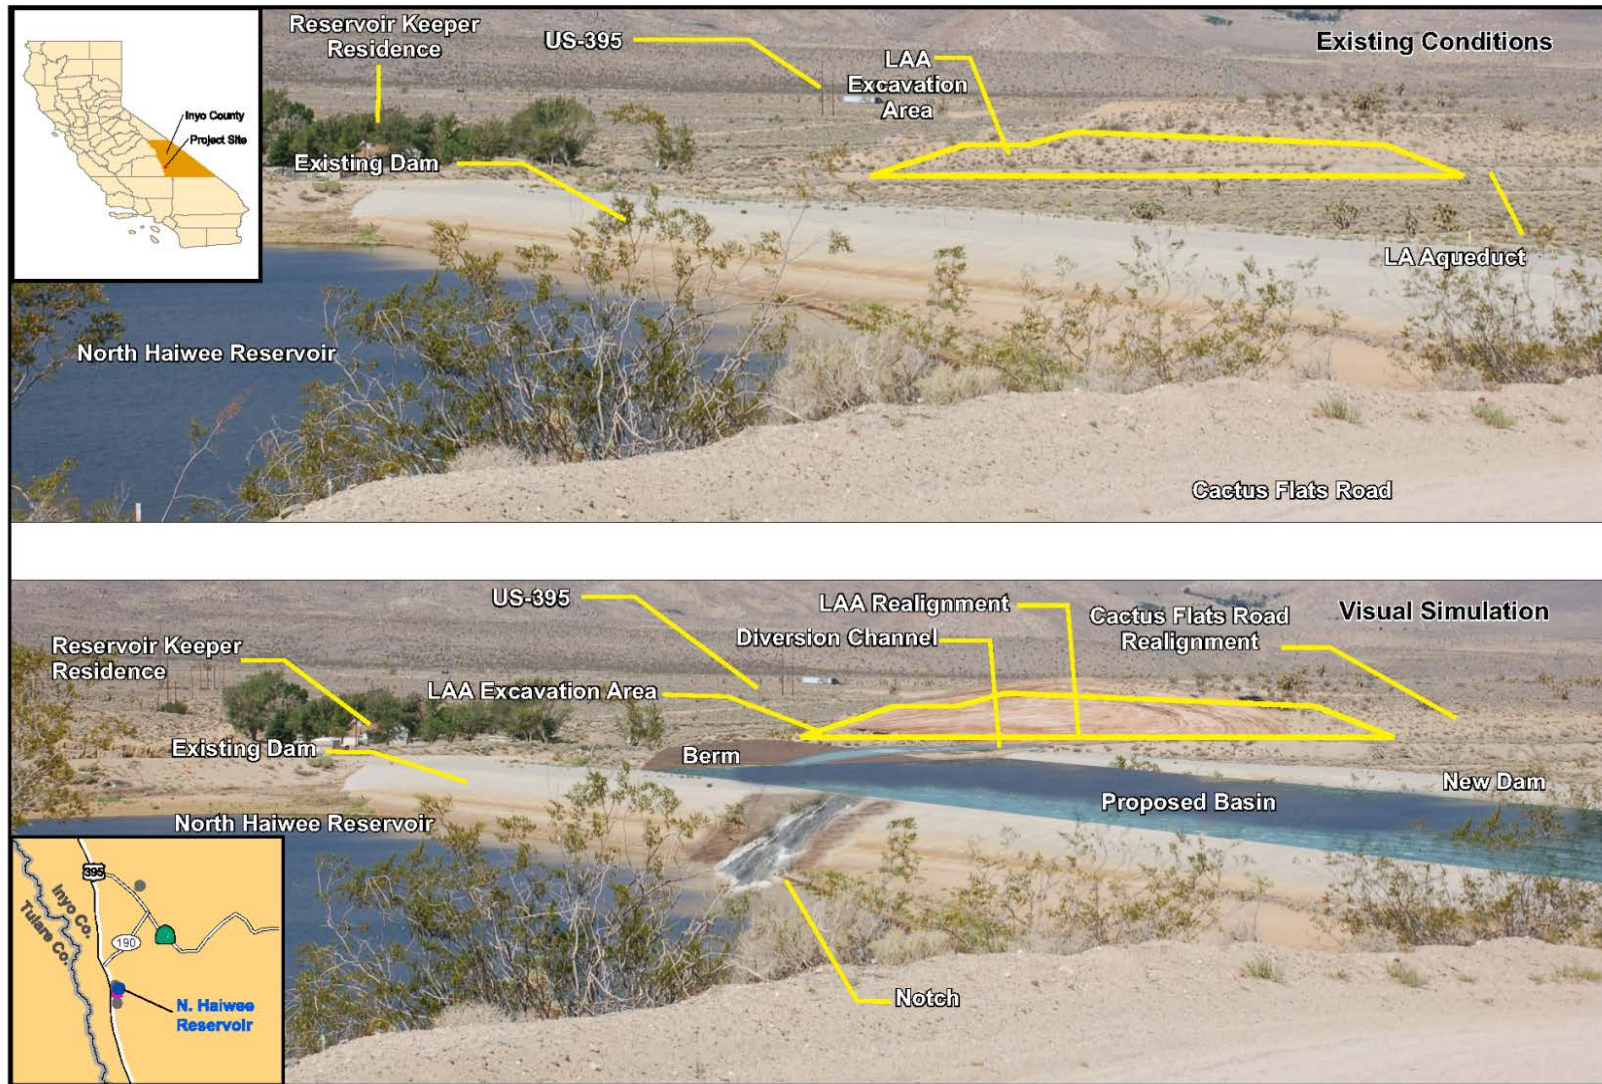 Existing Conditions
Reservoir Keeper
Residence
US-395
LAA
Excavation
Area
Inyo County
Project Site
Existing Dam
LA Aqueduct
North Haiwee Reservoir
Cactus Flats Road
Visual Simulation
US-395
LAA Realignment
Cactus Flats Road
Realignment
Diversion Channel
Reservoir Keeper
Residence
LAA Excavation Area
Existing Dam
Berm
New Dam
Proposed Basin
North Haiwee Reservoir
395
Inyo Co.
Tulare Co.
190
N. Haiwee
Reservoir
Notch